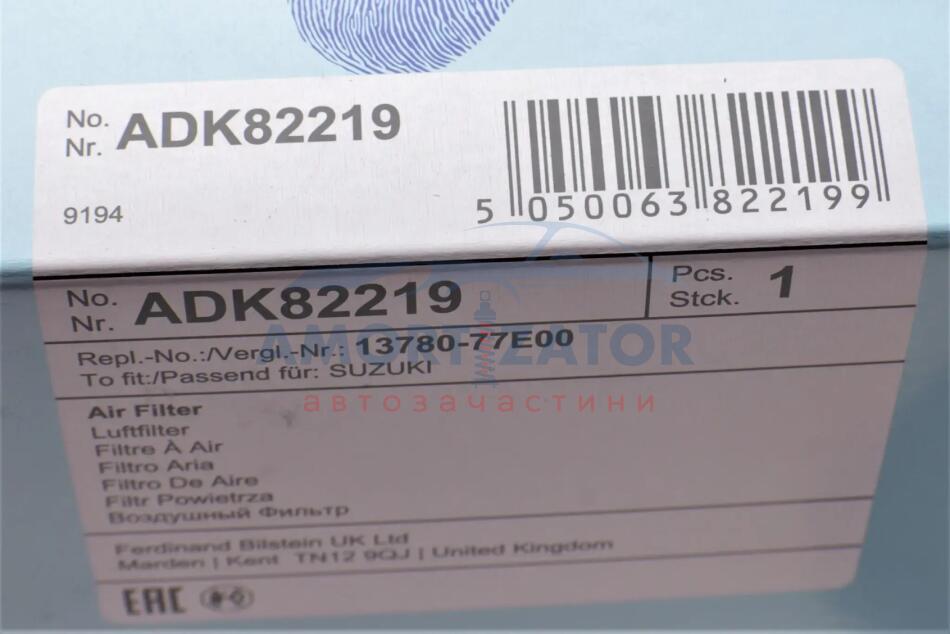 No. ADK82219
Nr.
9194
5 050063 822199
No. ADK82219
Nr.
Pcs. 1
Stck.
Repl.-No.:/Vergl.-Nr.: 13780-77E00
To fit:/Passend für: SUZUKI
AMORTIZATOR
автозачастини
Air Filter
Luftfilter
Filtre À Air
Filtro Aria
Filtro De Aire
Filtr Powietrza
Воздушный Фильтр
Ferdinand Bilstein UK Ltd
Marden | Kent TN12 9QJ | United Kingdom
EAC